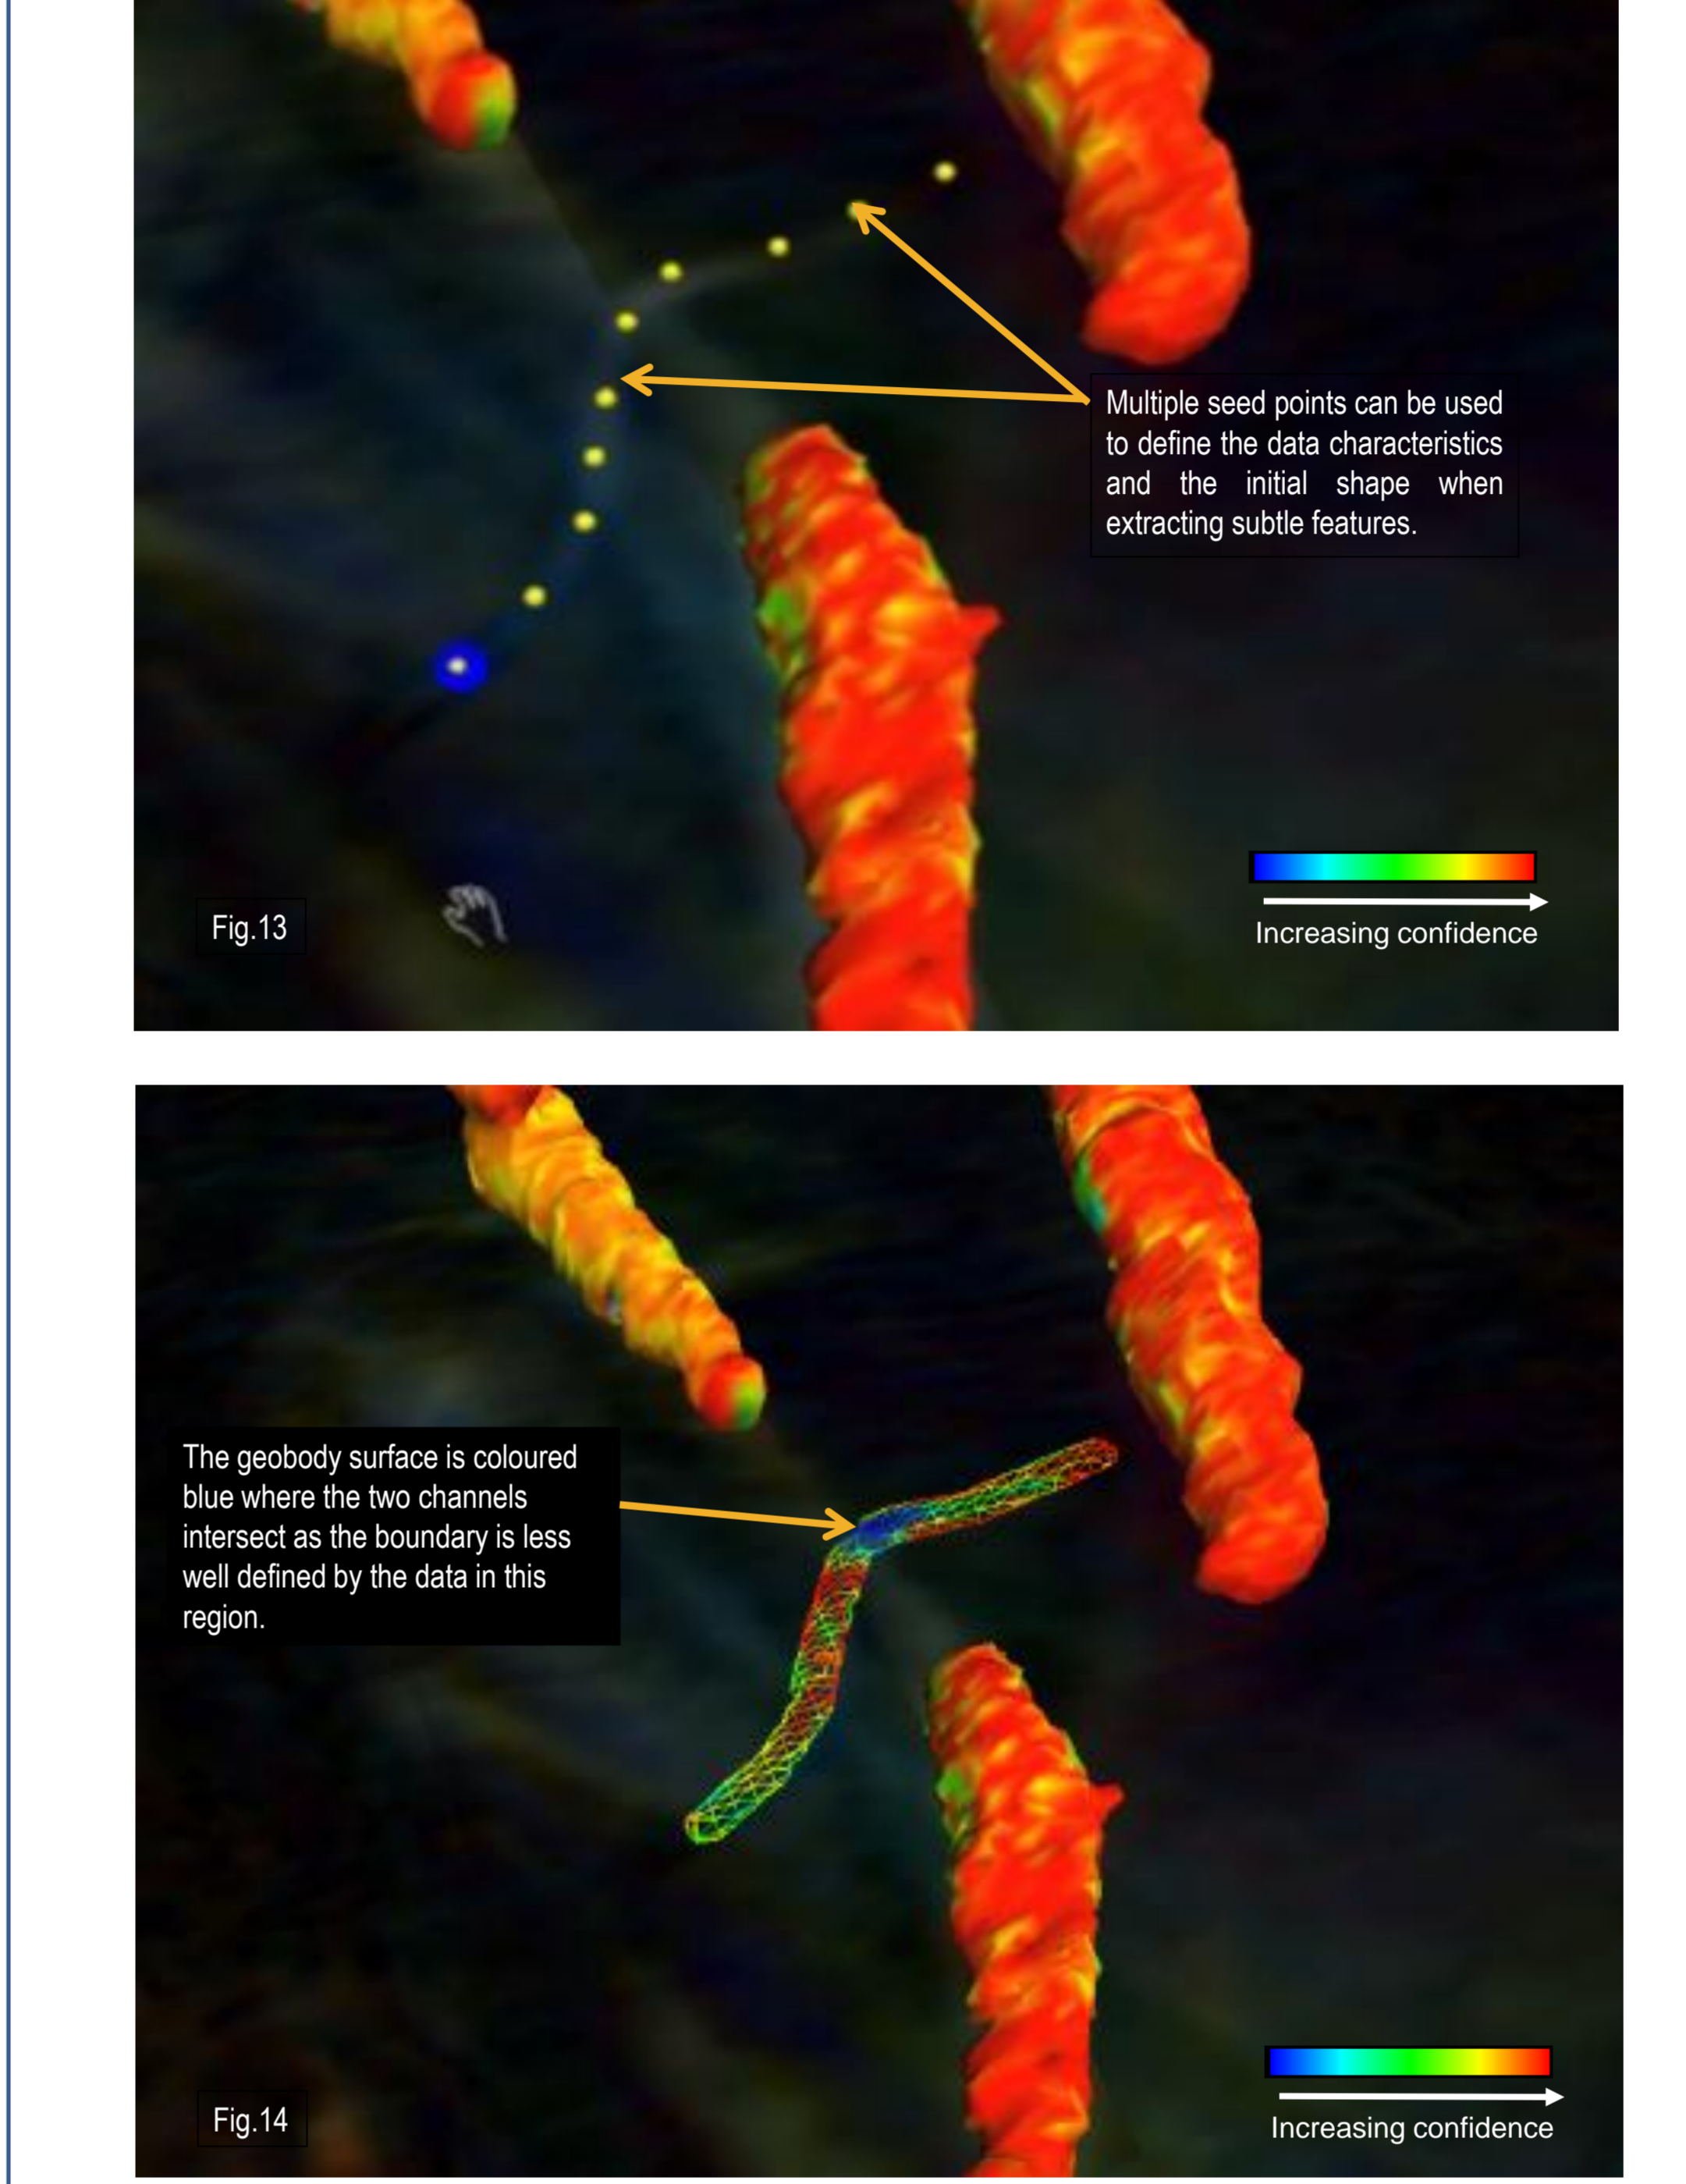 Multiple seed points can be used
to define the data characteristics
and the initial shape when
extracting subtle features.
Fig.13
Increasing confidence
The geobody surface is coloured
blue where the two channels
intersect as the boundary is less
well defined by the data in this
region.
Fig.14
Increasing confidence